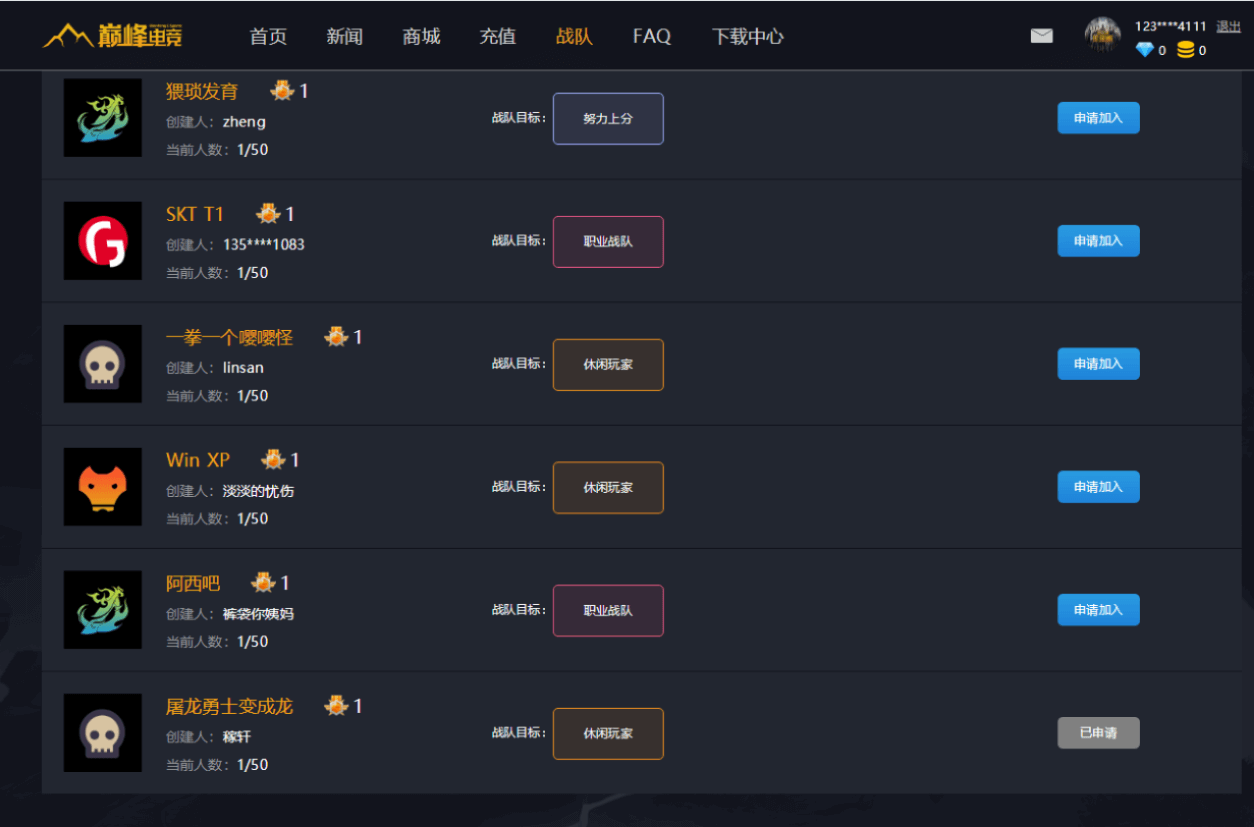 巅峰电竞 首页 新闻 商城 充值 战队 FAQ 下载中心 123****4111 退出
0 0
猥琐发育 1
创建人：zheng
当前人数：1/50
战队目标： 努力上分 申请加入
SKT T1 1
创建人：135****1083
当前人数：1/50
战队目标： 职业战队 申请加入
一拳一个嘤嘤怪 1
创建人：linsan
当前人数：1/50
战队目标： 休闲玩家 申请加入
Win XP 1
创建人：淡淡的忧伤
当前人数：1/50
战队目标： 休闲玩家 申请加入
阿西吧 1
创建人：裤袋你姨妈
当前人数：1/50
战队目标： 职业战队 申请加入
屠龙勇士变成龙 1
创建人：稼轩
当前人数：1/50
战队目标： 休闲玩家 已申请